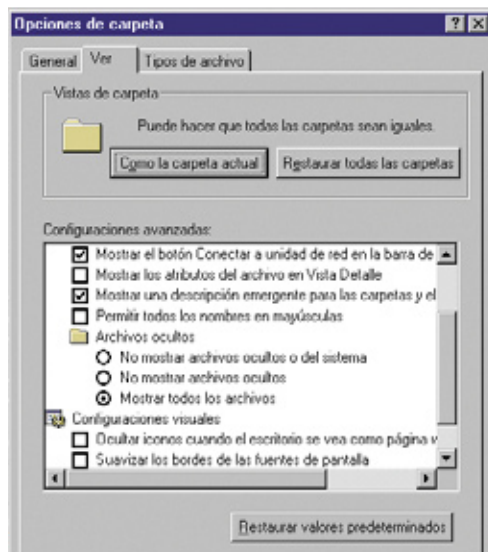 Opciones de carpeta
General Ver Tipos de archivo
Vistas de carpeta
Puede hacer que todas las carpetas sean iguales.
Como la carpeta actual Restaurar todas las carpetas
Configuraciones avanzadas:
Mostrar el botón Conectar a unidad de red en la barra de
Mostrar los atributos del archivo en Vista Detalle
Mostrar una descripción emergente para las carpetas y el
Permitir todos los nombres en mayúsculas
Archivos ocultos
No mostrar archivos ocultos o del sistema
No mostrar archivos ocultos
Mostrar todos los archivos
Configuraciones visuales
Ocultar iconos cuando el escritorio se vea como página
Suavizar los bordes de las fuentes de pantalla
Restaurar valores predeterminados